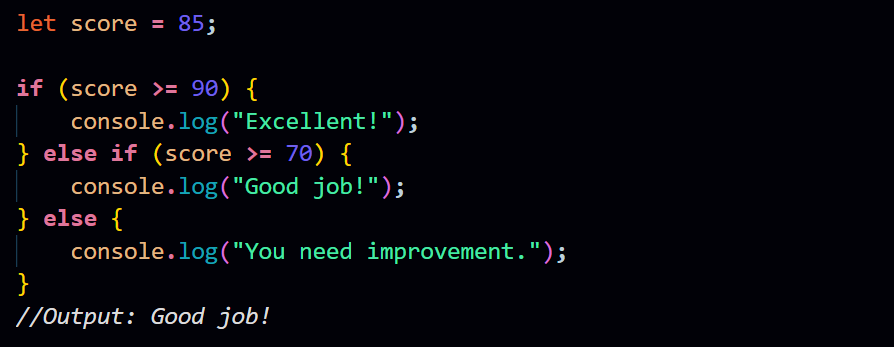 let score = 85;

if (score >= 90) {
    console.log("Excellent!");
} else if (score >= 70) {
    console.log("Good job!");
} else {
    console.log("You need improvement.");
}
//Output: Good job!